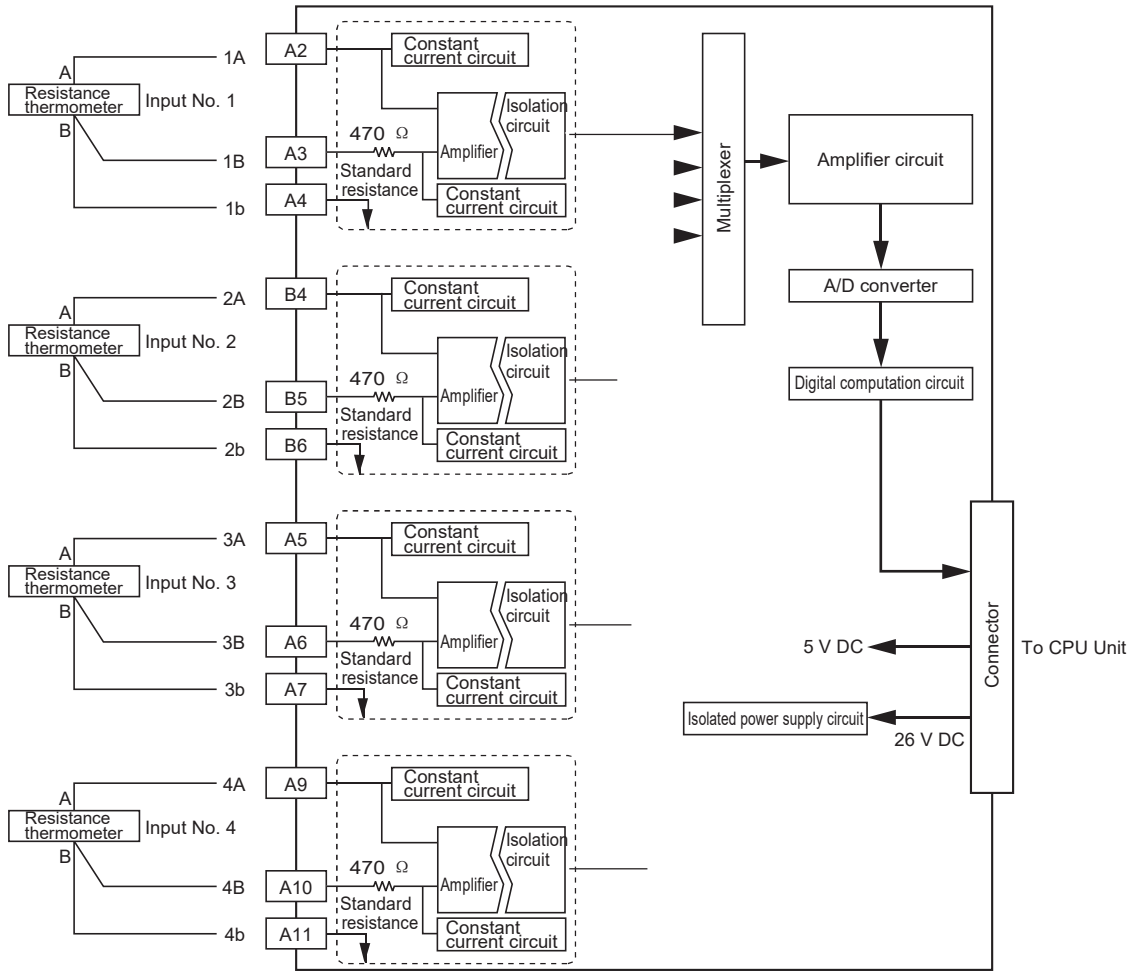 A2
Constant
current circuit
1A
A
Resistance
thermometer
Input No. 1
B
Isolation
circuit
470 Ω
Amplifier
1B
A3
Standard
resistance
Constant
current circuit
1b
A4
Multiplexer
Amplifier circuit
A/D converter
Digital computation circuit
B4
Constant
current circuit
2A
A
Resistance
thermometer
Input No. 2
B
Isolation
circuit
470 Ω
Amplifier
2B
B5
Standard
resistance
Constant
current circuit
2b
B6
A5
Constant
current circuit
3A
A
Resistance
thermometer
Input No. 3
B
Isolation
circuit
470 Ω
Amplifier
3B
A6
Standard
resistance
Constant
current circuit
3b
A7
Connector
To CPU Unit
5 V DC
Isolated power supply circuit
26 V DC
A9
Constant
current circuit
4A
A
Resistance
thermometer
Input No. 4
B
Isolation
circuit
470 Ω
Amplifier
4B
A10
Standard
resistance
Constant
current circuit
4b
A11